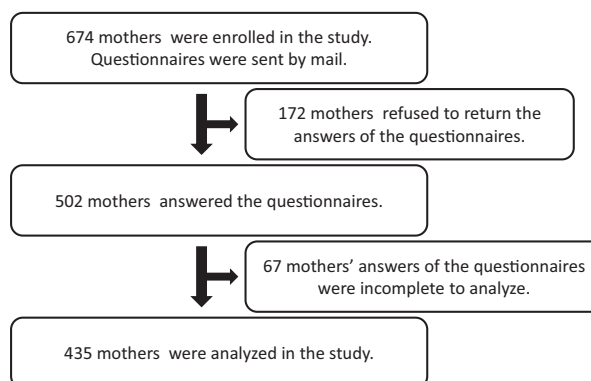 674 mothers were enrolled in the study.
Questionnaires were sent by mail.
172 mothers refused to return the
answers of the questionnaires.
502 mothers answered the questionnaires.
67 mothers’ answers of the questionnaires
were incomplete to analyze.
435 mothers were analyzed in the study.